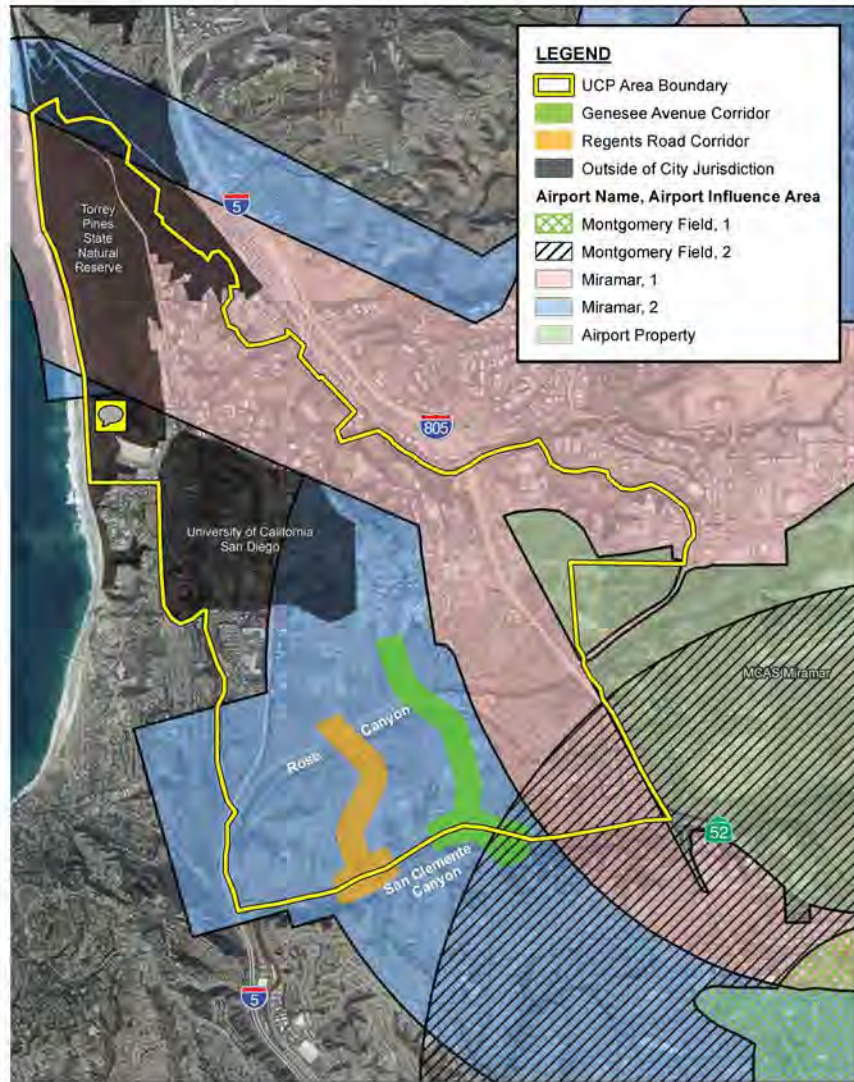 LEGEND
UCP Area Boundary
Genesee Avenue Corridor
Regents Road Corridor
Outside of City Jurisdiction
Airport Name, Airport Influence Area
Montgomery Field, 1
Montgomery Field, 2
Miramar, 1
Miramar, 2
Airport Property
5
Torrey
Pines
State
Natural
Reserve
805
University of California
San Diego
MCAS Miramar
Rose Canyon
52
San Clemente
Canyon
5